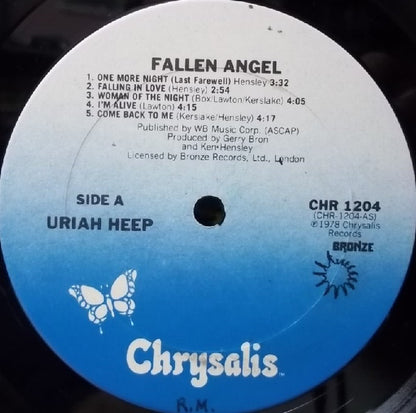 FALLEN ANGEL
1. ONE MORE NIGHT (Last Farewell) Hensley 3:32
2. FALLING IN LOVE (Hensley) 2:54
3. WOMAN OF THE NIGHT (Box/Lawton/Kerslake) 4:05
4. I'M ALIVE (Lawton) 4:15
5. COME BACK TO ME (Kerslake/Hensley) 4:17
Published by WB Music Corp. (ASCAP)
Produced by Gerry Bron
and Ken Hensley
Licensed by Bronze Records, Ltd., London
SIDE A
URIAH HEEP
CHR 1204
(CHR-1204-AS)
℗1978 Chrysalis
Records
BRONZE
Chrysalis™
R.M.